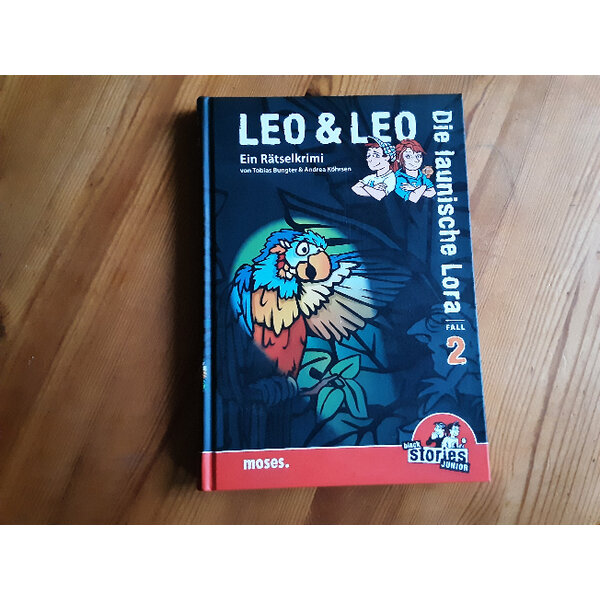 LEO & LEO
Ein Rätselkrimi
von Tobias Bungter & Andrea Köhrsen
Die launische Lora
FALL
2
moses.
black
stories
JUNIOR